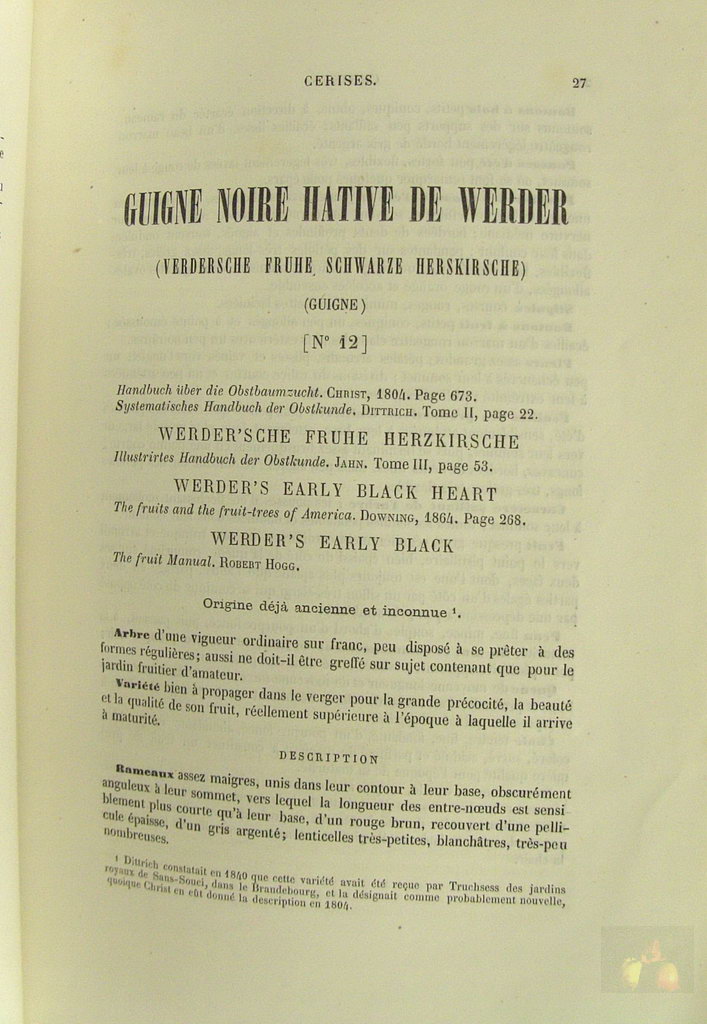 CERISES.
27
GUIGNE NOIRE HATIVE DE WERDER
(VERDERSCHE FRUHE SCHWARZE HERSKIRSCHE)
(GUIGNE)
[N° 12]
Handbuch über die Obstbaumzucht. CHRIST, 1804. Page 673.
Systematisches Handbuch der Obstkunde. DITTRICH. Tome II, page 22.
WERDER'SCHE FRUHE HERZKIRSCHE
Illustrirtes Handbuch der Obstkunde. JAHN. Tome III, page 53.
WERDER'S EARLY BLACK HEART
The fruits and the fruit-trees of America. DOWNING, 1864. Page 268.
WERDER'S EARLY BLACK
The fruit Manual. ROBERT HOGG.
Origine déjà ancienne et inconnue ¹.
Arbre d'une vigueur ordinaire sur franc, peu disposé à se prêter à des
formes régulières; aussi ne doit-il être greffé sur sujet contenant que pour le
jardin fruitier d'amateur.
Variété bien à propager dans le verger pour la grande précocité, la beauté
et la qualité de son fruit, réellement supérieure à l'époque à laquelle il arrive
à maturité.
DESCRIPTION
Rameaux assez maigres, unis dans leur contour à leur base, obscurément
anguleux à leur sommet, vers lequel la longueur des entre-nœuds est sensi
blement plus courte qu'à leur base, d'un rouge brun, recouvert d'une pelli-
cule épaisse, d'un gris argenté; lenticelles très-petites, blanchâtres, très-peu
nombreuses.
¹ Dittrich constatait en 1840 que cette variété avait été reçue par Truchsess des jardins
royaux de Sans-Souci, dans le Brandebourg, et la désignait comme probablement nouvelle,
quoique Christ en eût donné la description en 1804.